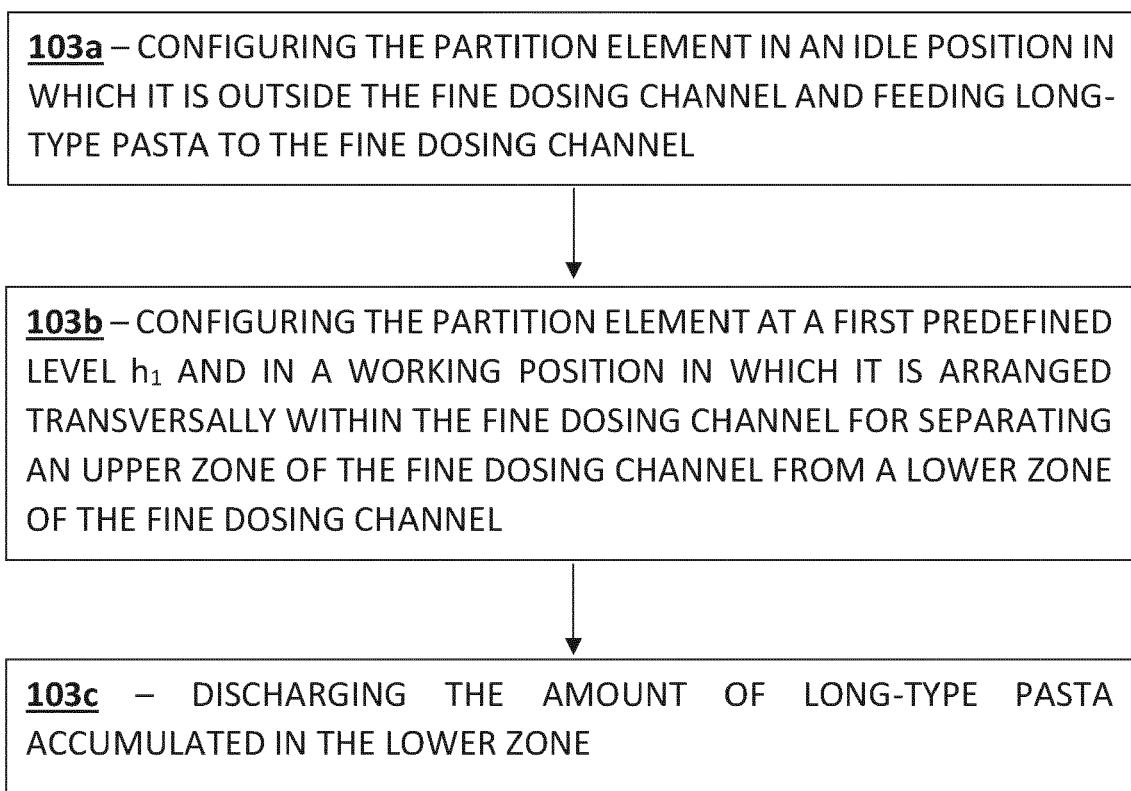 103a – CONFIGURING THE PARTITION ELEMENT IN AN IDLE POSITION IN
WHICH IT IS OUTSIDE THE FINE DOSING CHANNEL AND FEEDING LONG-
TYPE PASTA TO THE FINE DOSING CHANNEL
103b – CONFIGURING THE PARTITION ELEMENT AT A FIRST PREDEFINED
LEVEL h₁ AND IN A WORKING POSITION IN WHICH IT IS ARRANGED
TRANSVERSALLY WITHIN THE FINE DOSING CHANNEL FOR SEPARATING
AN UPPER ZONE OF THE FINE DOSING CHANNEL FROM A LOWER ZONE
OF THE FINE DOSING CHANNEL
103c – DISCHARGING THE AMOUNT OF LONG-TYPE PASTA
ACCUMULATED IN THE LOWER ZONE